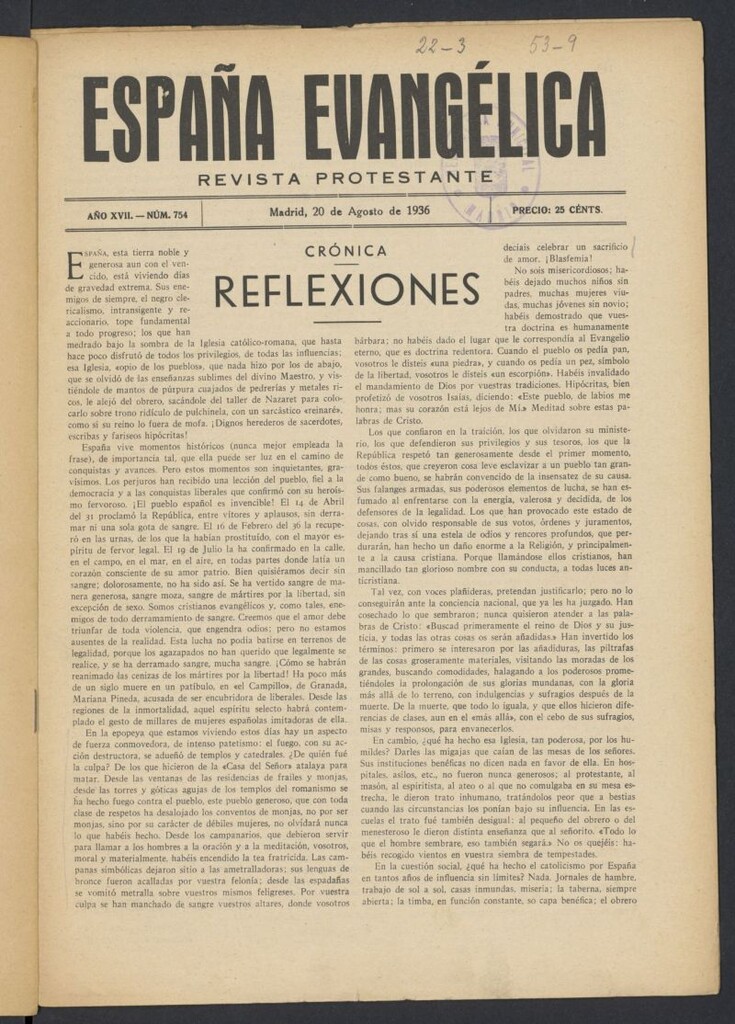 22-3 53-9
ESPAÑA EVANGÉLICA
REVISTA PROTESTANTE
AÑO XVII. — NÚM. 754
Madrid, 20 de Agosto de 1936
PRECIO: 25 CÉNTS.
CRÓNICA
REFLEXIONES
ESPAÑA, esta tierra noble y
generosa aun con el ven-
cido, está viviendo días
de gravedad extrema. Sus ene-
migos de siempre, el negro cle-
ricalismo, intransigente y re-
accionario, tope fundamental
a todo progreso; los que han
medrado bajo la sombra de la Iglesia católico-romana, que hasta
hace poco disfrutó de todos los privilegios, de todas las influencias;
esa Iglesia, «opio de los pueblos», que nada hizo por los de abajo,
que se olvidó de las enseñanzas sublimes del divino Maestro, y vis-
tiéndole de mantos de púrpura cuajados de pedrerías y metales ri-
cos, le alejó del obrero, sacándole del taller de Nazaret para colo-
carlo sobre trono ridículo de pulchinela, con un sarcástico «reinaré»,
como si su reino lo fuera de mofa. ¡Dignos herederos de sacerdotes,
escribas y fariseos hipócritas!
España vive momentos históricos (nunca mejor empleada la
frase), de importancia tal, que ella puede ser luz en el camino de
conquistas y avances. Pero estos momentos son inquietantes, gra-
vísimos. Los perjuros han recibido una lección del pueblo, fiel a la
democracia y a las conquistas liberales que confirmó con su herois-
mo fervoroso. ¡El pueblo español es invencible! El 14 de Abril
del 31 proclamó la República, entre vítores y aplausos, sin derra-
mar ni una sola gota de sangre. El 16 de Febrero del 36 la recupe-
ró en las urnas, de los que la habían prostituído, con el mayor es-
píritu de fervor legal. El 19 de Julio la ha confirmado en la calle,
en el campo, en el mar, en el aire, en todas partes donde latía un
corazón consciente de su amor patrio. Bien quisiéramos decir sin
sangre; dolorosamente, no ha sido así. Se ha vertido sangre de ma-
nera generosa, sangre moza, sangre de mártires por la libertad, sin
excepción de sexo. Somos cristianos evangélicos y, como tales, ene-
migos de todo derramamiento de sangre. Creemos que el amor debe
triunfar de toda violencia, que engendra odios; pero no estamos
ausentes de la realidad. Esta lucha no podía batirse en terrenos de
legalidad, porque los agazapados no han querido que legalmente se
realice, y se ha derramado sangre, mucha sangre. ¡Cómo se habrán
reanimado las cenizas de los mártires por la libertad! Ha poco más
de un siglo muere en un patíbulo, en «el Campillo», de Granada,
Mariana Pineda, acusada de ser encubridora de liberales. Desde las
regiones de la inmortalidad, aquel espíritu selecto habrá contem-
plado el gesto de millares de mujeres españolas imitadoras de ella...
En la epopeya que estamos viviendo estos días hay un aspecto
de fuerza conmovedora, de intenso patetismo: el fuego, con su ac-
ción destructora, se adueñó de templos y catedrales. ¿De quién fué
la culpa? De los que hicieron de la «Casa del Señor» atalaya para
matar. Desde las ventanas de las residencias de frailes y monjas,
desde las torres y góticas agujas de los templos del romanismo se
ha hecho fuego contra el pueblo, este pueblo generoso, que con toda
clase de respetos ha desalojado los conventos de monjas, no por ser
monjas, sino por su carácter de débiles mujeres, no olvidará nunca
lo que habéis hecho. Desde los campanarios, que debieron servir
para llamar a los hombres a la oración y a la meditación, vosotros,
moral y materialmente, habéis encendido la tea fratricida. Las cam-
panas simbólicas dejaron sitio a las ametralladoras; sus lenguas de
bronce fueron acalladas por vuestra felonía; desde las espadañas
se vomitó metralla sobre vuestros mismos feligreses. Por vuestra
culpa se han manchado de sangre vuestros altares, donde vosotros
decíais celebrar un sacrificio
de amor. ¡Blasfemia!
No sois misericordiosos; ha-
béis dejado muchos niños sin
padres, muchas mujeres viu-
das, muchas jóvenes sin novio;
habéis demostrado que vues-
tra doctrina es humanamente
bárbara; no habéis dado el lugar que le correspondía al Evangelio
eterno, que es doctrina redentora. Cuando el pueblo os pedía pan,
vosotros le disteis «una piedra», y cuando os pedía un pez, símbolo
de la libertad, vosotros le disteis «un escorpión». Habéis invalidado
el mandamiento de Dios por vuestras tradiciones. Hipócritas, bien
profetizó de vosotros Isaías, diciendo: «Este pueblo, de labios me
honra; mas su corazón está lejos de Mí.» Meditad sobre estas pa-
labras de Cristo.
Los que confiaron en la traición, los que olvidaron su ministe-
rio, los que defendieron sus privilegios y sus tesoros, los que la
República respetó tan generosamente desde el primer momento,
todos éstos, que creyeron cosa leve esclavizar a un pueblo tan gran-
de como bueno, se habrán convencido de la insensatez de su causa.
Sus falanges armadas, sus poderosos elementos de lucha, se han es-
fumado al enfrentarse con la energía, valerosa y decidida, de los
defensores de la legalidad. Los que han provocado este estado de
cosas, con olvido responsable de sus votos, órdenes y juramentos,
dejando tras sí una estela de odios y rencores profundos, que per-
durarán, han hecho un daño enorme a la Religión, y principalmen-
te a la causa cristiana. Porque llamándose ellos cristianos, han
mancillado tan glorioso nombre con su conducta, a todas luces an-
ticristiana.
Tal vez, con voces plañideras, pretendan justificarlo; pero no lo
conseguirán ante la conciencia nacional, que ya les ha juzgado. Han
cosechado lo que sembraron; nunca quisieron atender a las pala-
bras de Cristo: «Buscad primeramente el reino de Dios y su jus-
ticia, y todas las otras cosas os serán añadidas.» Han invertido los
términos: primero se interesaron por las añadiduras, las piltrafas
de las cosas groseramente materiales, visitando las moradas de los
grandes, buscando comodidades, halagando a los poderosos prome-
tiéndoles la prolongación de sus glorias mundanas, con la gloria
más allá de lo terreno, con indulgencias y sufragios después de la
muerte. De la muerte, que todo lo iguala, y que ellos hicieron dife-
rencias de clases, aun en el «más allá», con el cebo de sus sufragios,
misas y responsos, para envanecerlos.
En cambio, ¿qué ha hecho esa Iglesia, tan poderosa, por los hu-
mildes? Darles las migajas que caían de las mesas de los señores.
Sus instituciones benéficas no dicen nada en favor de ella. En hos-
pitales, asilos, etc., no fueron nunca generosos; al protestante, al
masón, al espiritista, al ateo o al que no comulgaba en su mesa es-
trecha, le dieron trato inhumano, tratándolos peor que a bestias
cuando las circunstancias los ponían bajo su influencia. En las es-
cuelas el trato fué también desigual: al pequeño del obrero o del
menesteroso le dieron distinta enseñanza que al señorito. «Todo lo
que el hombre sembrare, eso también segará.» No os quejéis: ha-
béis recogido vientos en vuestra siembra de tempestades.
En la cuestión social, ¿qué ha hecho el catolicismo por España
en tantos años de influencia sin límites? Nada. Jornales de hambre,
trabajo de sol a sol, casas inmundas, miseria; la taberna, siempre
abierta; la timba, en función constante, so capa benéfica; el obrero